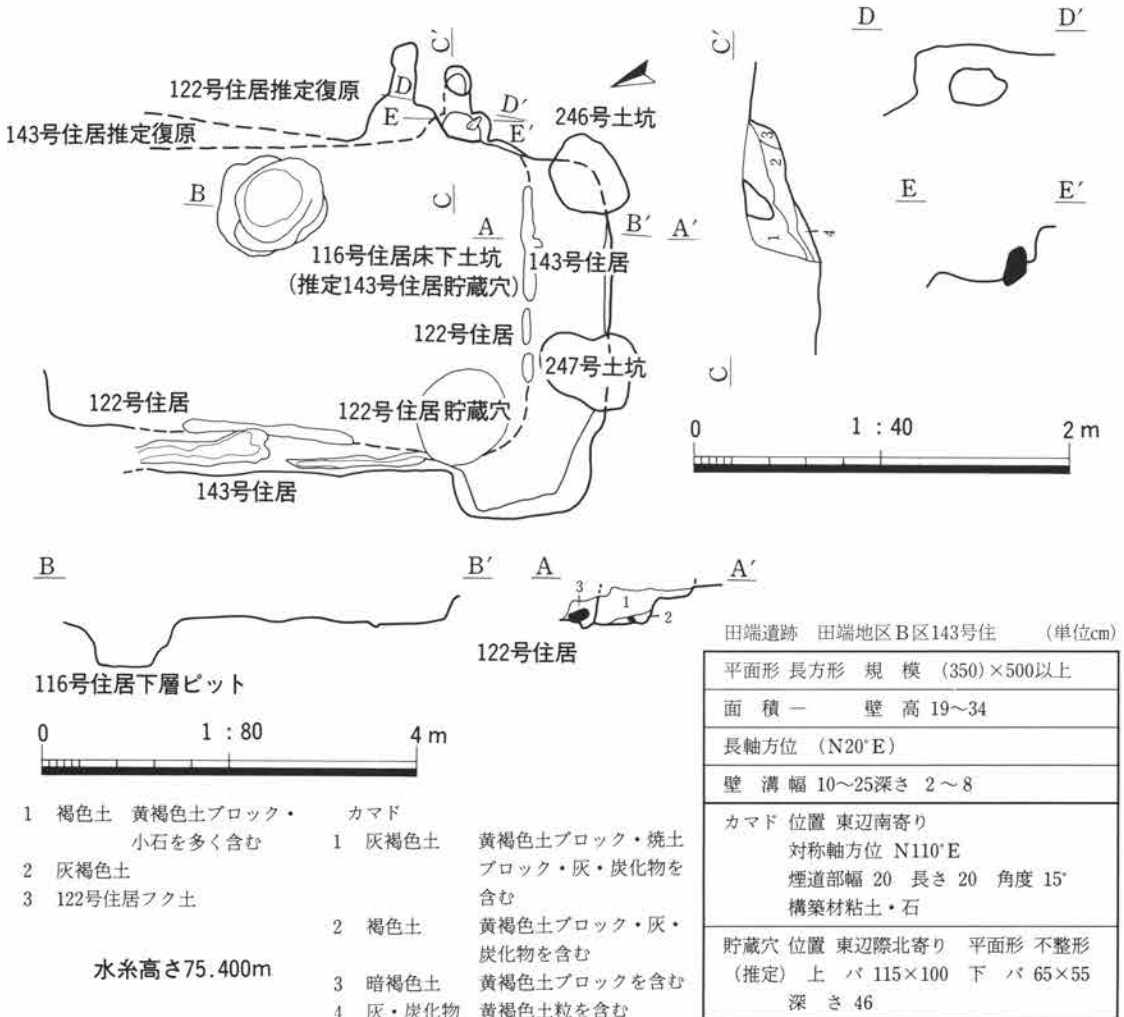 C′
D D′
C′
122号住居推定復原
D
143号住居推定復原
E
D′
E′
246号土坑
3
2
B
C
E E′
A
B′ A′
1
4
116号住居床下土坑
(推定143号住居貯蔵穴)
143号住居
122号住居
247号土坑
C
122号住居
122号住居貯蔵穴
0 1：40 2m
143号住居
B B′
A A′
3
1
2
122号住居
116号住居下層ピット
0 1：80 4m
1 褐色土 黄褐色土ブロック・
小石を多く含む
2 灰褐色土
3 122号住居フク土
水糸高さ75.400m
カマド
1 灰褐色土 黄褐色土ブロック・焼土
ブロック・灰・炭化物を
含む
2 褐色土 黄褐色土ブロック・灰・
炭化物を含む
3 暗褐色土 黄褐色土ブロックを含む
4 灰・炭化物 黄褐色土粒を含む
田端遺跡 田端地区B区143号住 (単位cm)
平面形 長方形 規 模 (350)×500以上
面 積 ― 壁 高 19〜34
長軸方位 (N20°E)
壁 溝 幅 10〜25深さ 2〜8
カマド 位置 東辺南寄り
対称軸方位 N110°E
煙道部幅 20 長さ 20 角度 15°
構築材粘土・石
貯蔵穴 位置 東辺際北寄り 平面形 不整形
(推定) 上 バ 115×100 下 バ 65×55
深 さ 46